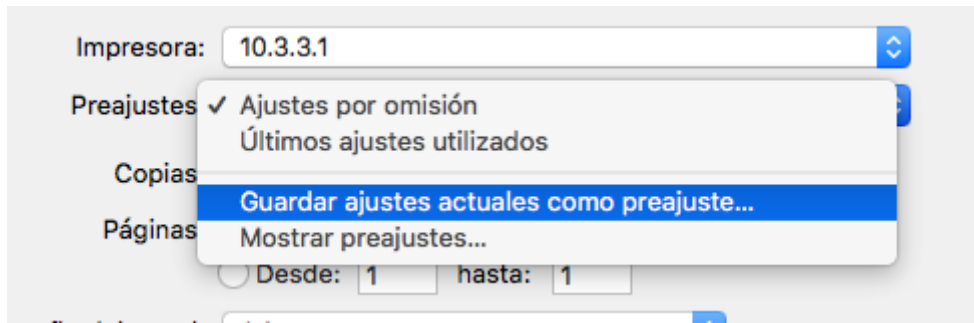 Impresora: 10.3.3.1
Preajustes ✓ Ajustes por omisión
Últimos ajustes utilizados
Copias
Guardar ajustes actuales como preajuste...
Páginas
Mostrar preajustes...
Desde: 1 hasta: 1